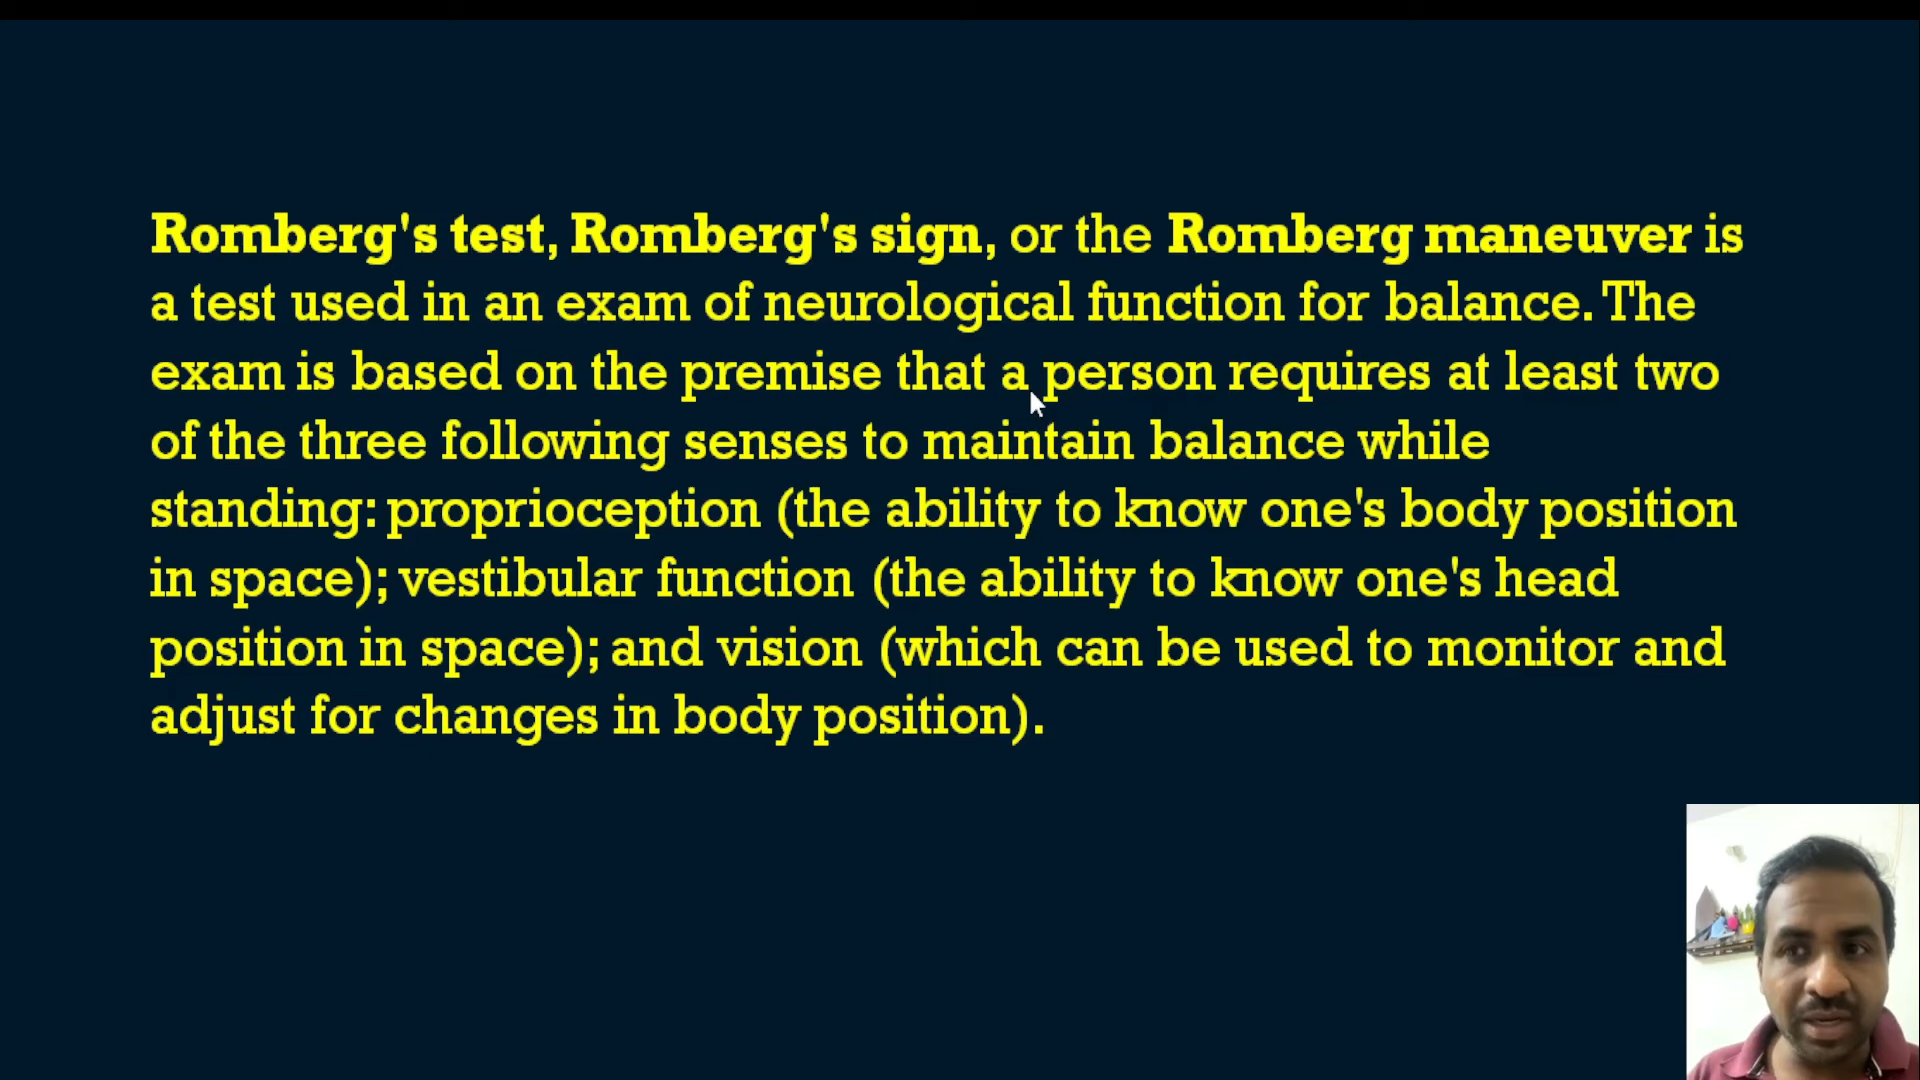 Romberg's test, Romberg's sign, or the Romberg maneuver is
a test used in an exam of neurological function for balance. The
exam is based on the premise that a person requires at least two
of the three following senses to maintain balance while
standing: proprioception (the ability to know one's body position
in space); vestibular function (the ability to know one's head
position in space); and vision (which can be used to monitor and
adjust for changes in body position).